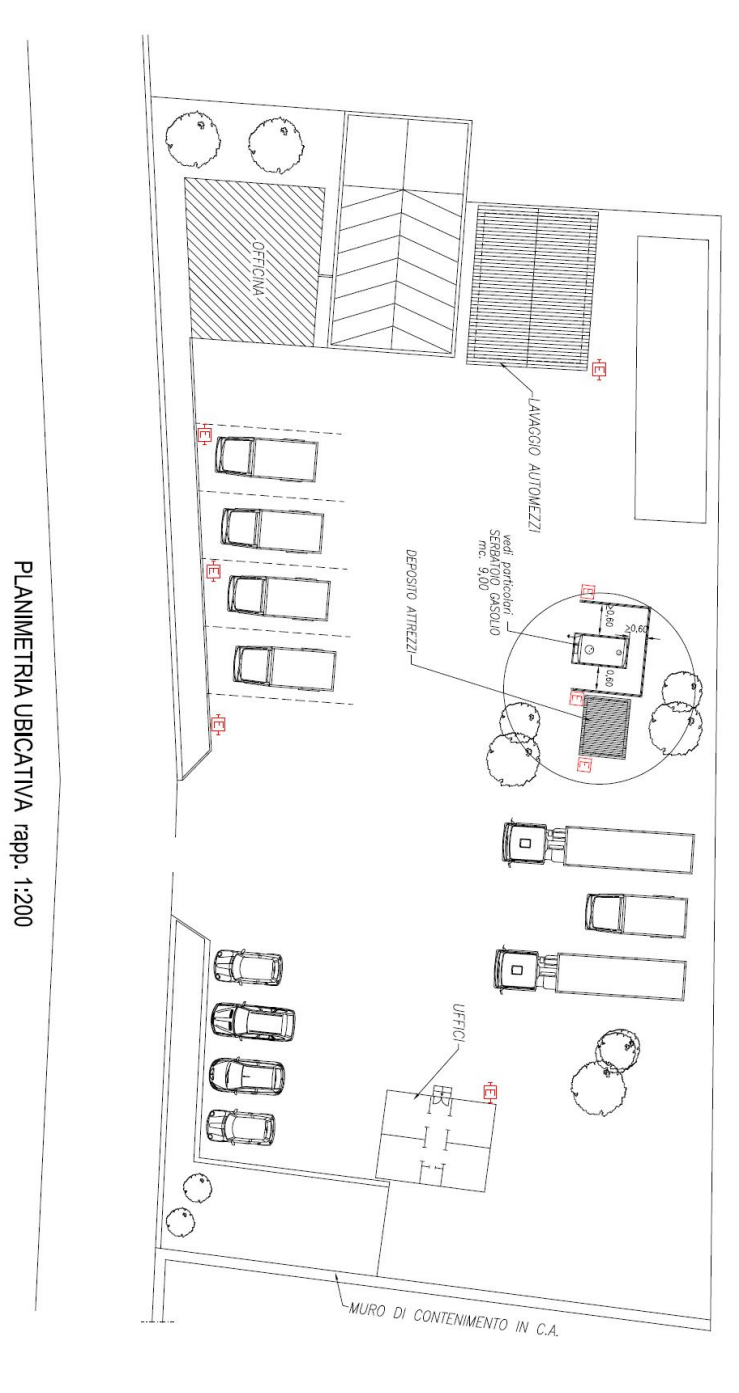 OFFICINA
LAVAGGIO AUTOMEZZI
vedi particolari
SERBATOIO GASOLIO
mc. 9,00
DEPOSITO ATTREZZI
≥0,60
≥0,60
0,60
E
E
E
E
E
E
E
E
UFFICI
MURO DI CONTENIMENTO IN C.A.
PLANIMETRIA UBICATIVA rapp. 1:200